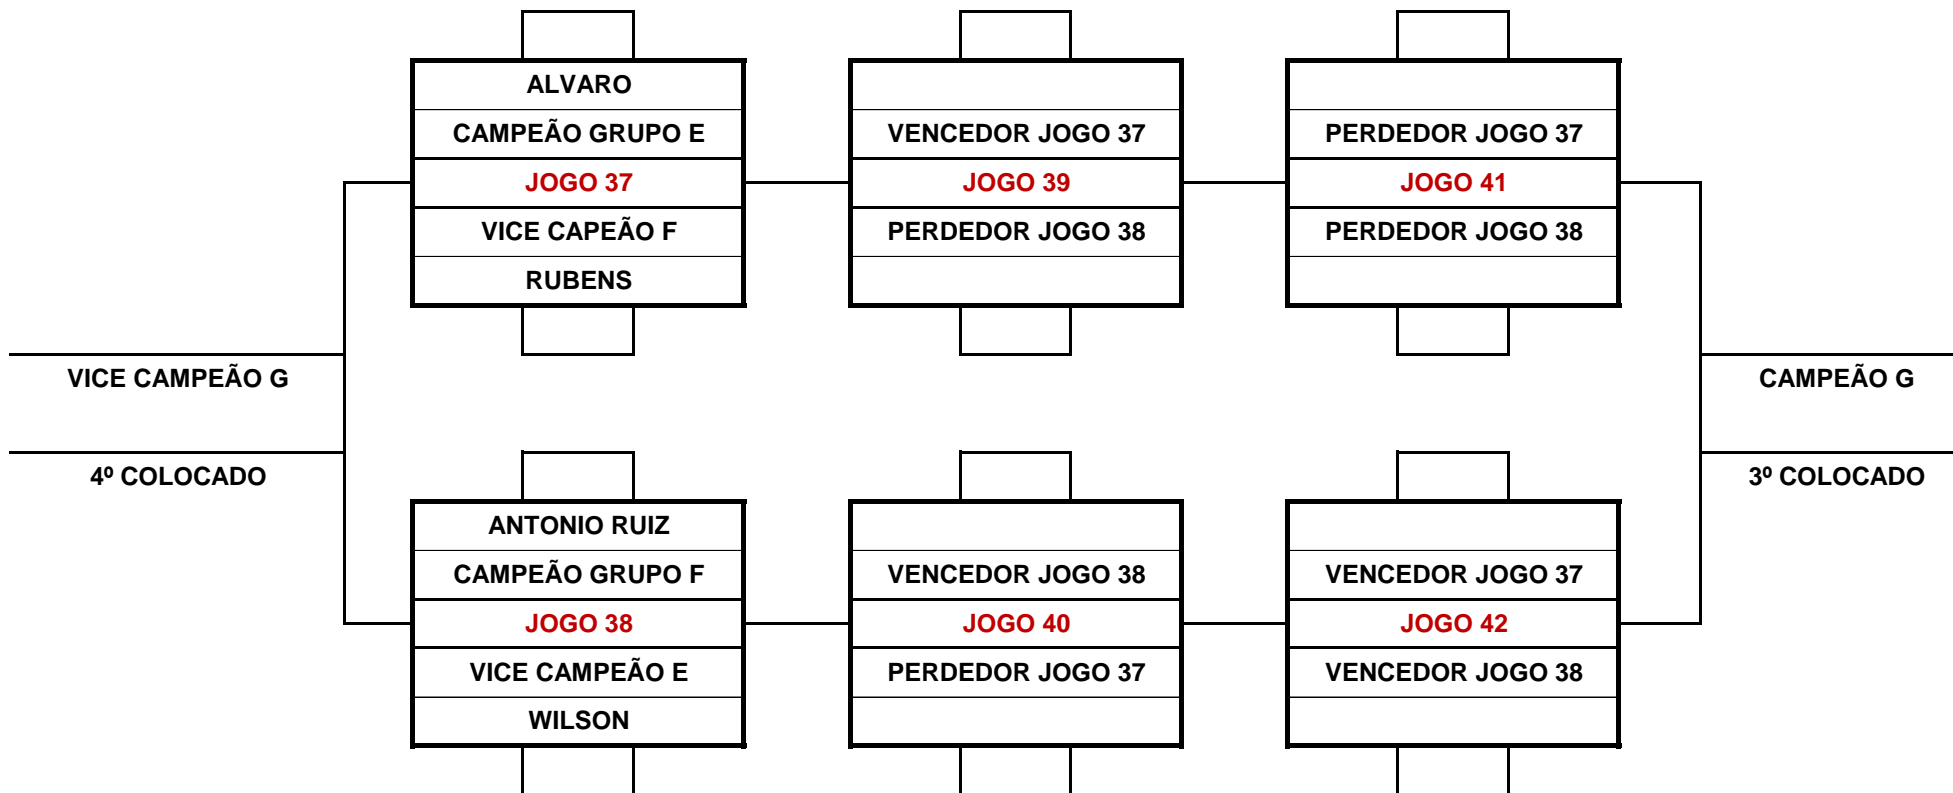 ALVARO
CAMPEÃO GRUPO E
JOGO 37
VICE CAPEÃO F
RUBENS
VENCEDOR JOGO 37
JOGO 39
PERDEDOR JOGO 38
PERDEDOR JOGO 37
JOGO 41
PERDEDOR JOGO 38
VICE CAMPEÃO G
4º COLOCADO
CAMPEÃO G
3º COLOCADO
ANTONIO RUIZ
CAMPEÃO GRUPO F
JOGO 38
VICE CAMPEÃO E
WILSON
VENCEDOR JOGO 38
JOGO 40
PERDEDOR JOGO 37
VENCEDOR JOGO 37
JOGO 42
VENCEDOR JOGO 38